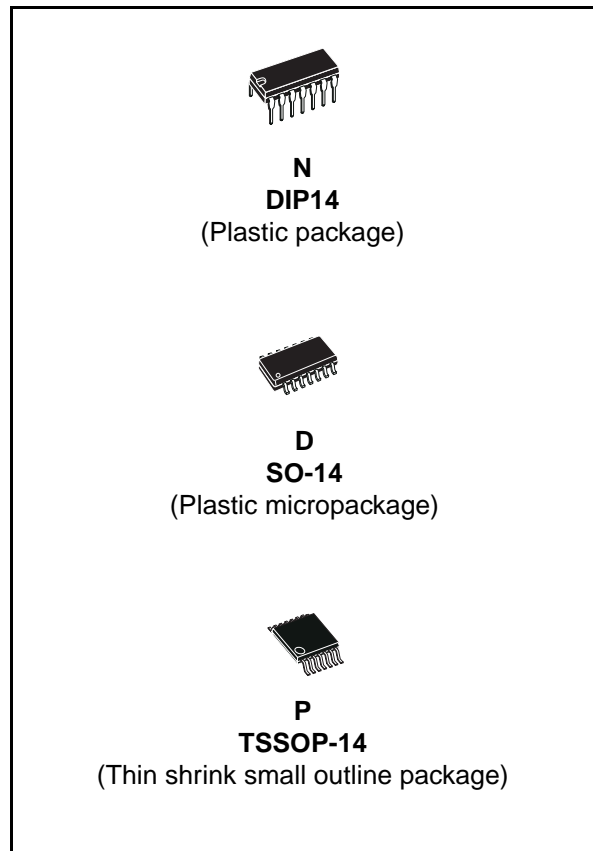 N
DIP14
(Plastic package)
D
SO-14
(Plastic micropackage)
P
TSSOP-14
(Thin shrink small outline package)